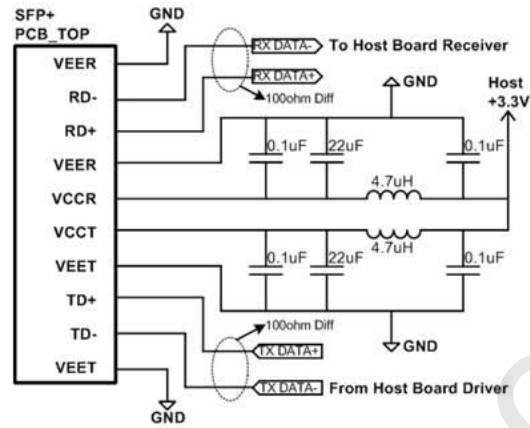 SFP+
PCB_TOP
GND
VEER
RX DATA-
To Host Board Receiver
RD-
RX DATA+
GND
Host
+3.3V
RD+
100ohm Diff
VEER
0.1uF
22uF
0.1uF
4.7uH
VCCR
VCCT
4.7uH
0.1uF
22uF
0.1uF
VEET
TD+
100ohm Diff
TX DATA+
GND
TD-
TX DATA-
From Host Board Driver
VEET
GND